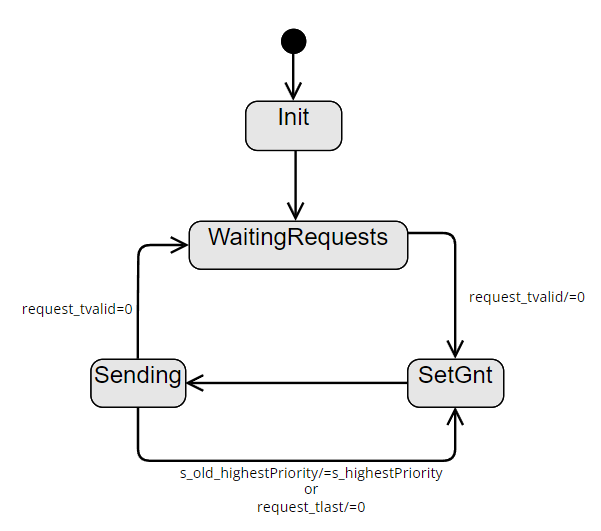 Init
WaitingRequests
request_tvalid/=0
request_tvalid=0
Sending
SetGnt
s_old_highestPriority/=s_highestPriority
or
request_tlast/=0